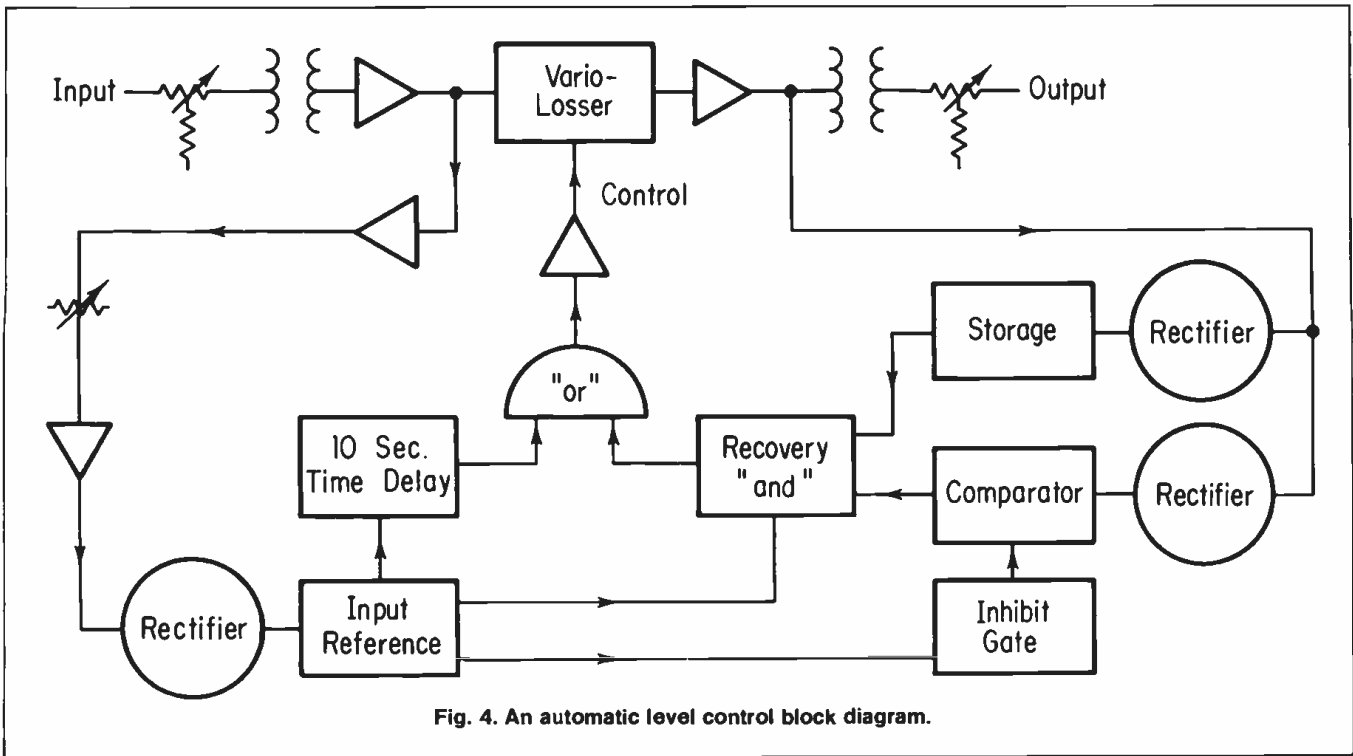 Input
Vario-
Losser
Output
Control
Storage
Rectifier
"or"
10 Sec.
Time Delay
Recovery
"and"
Comparator
Rectifier
Rectifier
Input
Reference
Inhibit
Gate
Fig. 4. An automatic level control block diagram.